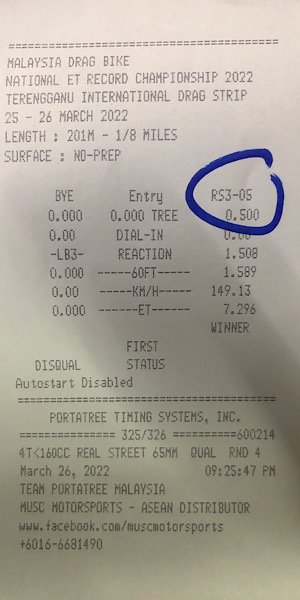 ==============================
MALAYSIA DRAG BIKE
NATIONAL ET RECORD CHAMPIONSHIP 2022
TERENGGANU INTERNATIONAL DRAG STRIP
25 - 26 MARCH 2022
LENGTH : 201M - 1/8 MILES
SURFACE : NO-PREP
BYE Entry RS3-05
0.000 0.000 TREE 0.500
0.00 DIAL-IN 0.00
-LB3- REACTION 1.508
0.000 ------60FT------ 1.589
0.00 ------KM/H------ 149.13
0.000 -------ET------- 7.296
WINNER
FIRST
DISQUAL STATUS
Autostart Disabled
==============================
PORTATREE TIMING SYSTEMS, INC.
=============== 325/326 ==========600214
4T<160CC REAL STREET 65MM QUAL RND 4
March 26, 2022 09:25:47 PM
TEAM PORTATREE MALAYSIA
MUSC MOTORSPORTS - ASEAN DISTRIBUTOR
www.facebook.com/muscmotorsports
+6016-6681490